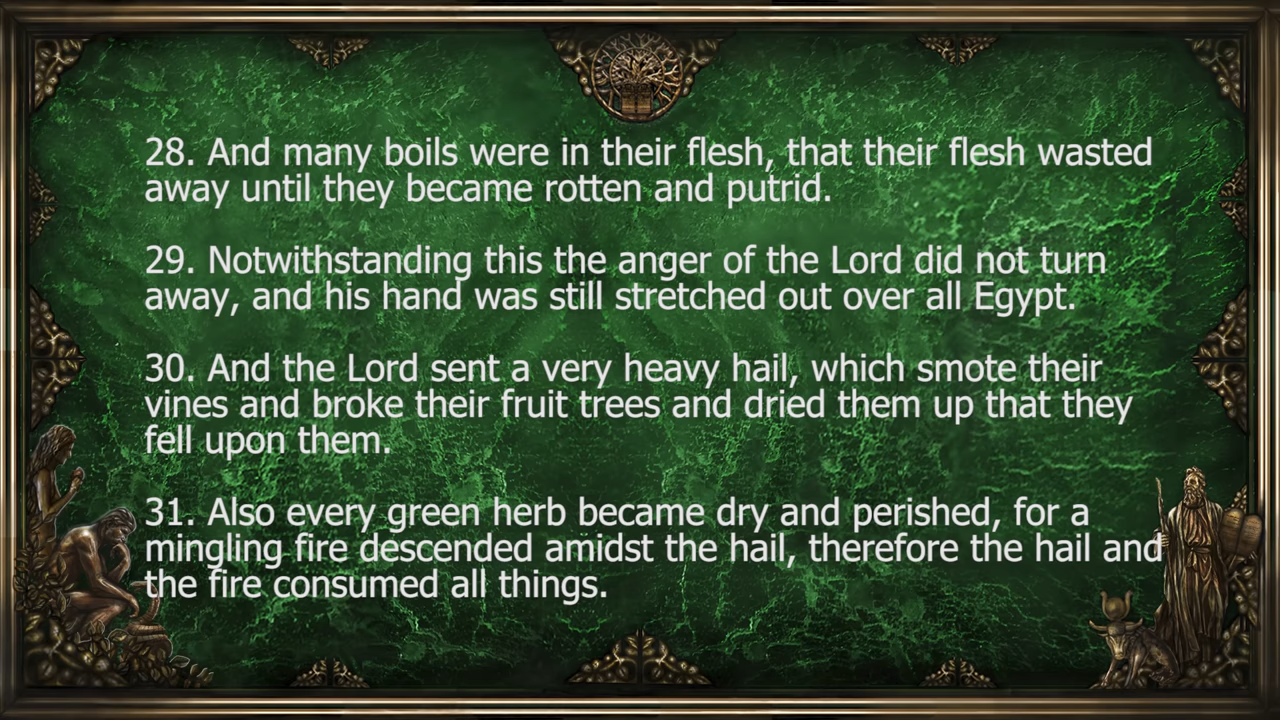 28. And many boils were in their flesh, that their flesh wasted
away until they became rotten and putrid.
29. Notwithstanding this the anger of the Lord did not turn
away, and his hand was still stretched out over all Egypt.
30. And the Lord sent a very heavy hail, which smote their
vines and broke their fruit trees and dried them up that they
fell upon them.
31. Also every green herb became dry and perished, for a
mingling fire descended amidst the hail, therefore the hail and
the fire consumed all things.